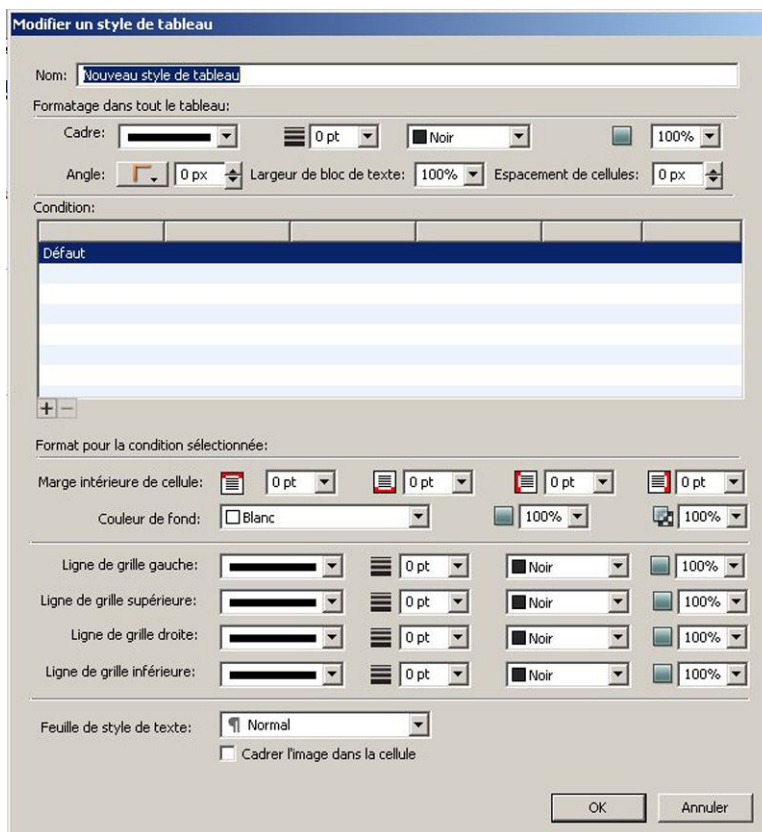 Modifier un style de tableau
Nom: Nouveau style de tableau
Formatage dans tout le tableau:
Cadre: 0 pt Noir 100%
Angle: 0 px Largeur de bloc de texte: 100% Espacement de cellules: 0 px
Condition:
Défaut
Format pour la condition sélectionnée:
Marge intérieure de cellule: 0 pt 0 pt 0 pt 0 pt
Couleur de fond: Blanc 100% 100%
Ligne de grille gauche: 0 pt Noir 100%
Ligne de grille supérieure: 0 pt Noir 100%
Ligne de grille droite: 0 pt Noir 100%
Ligne de grille inférieure: 0 pt Noir 100%
Feuille de style de texte: ¶ Normal
Cadrer l'image dans la cellule
OK Annuler